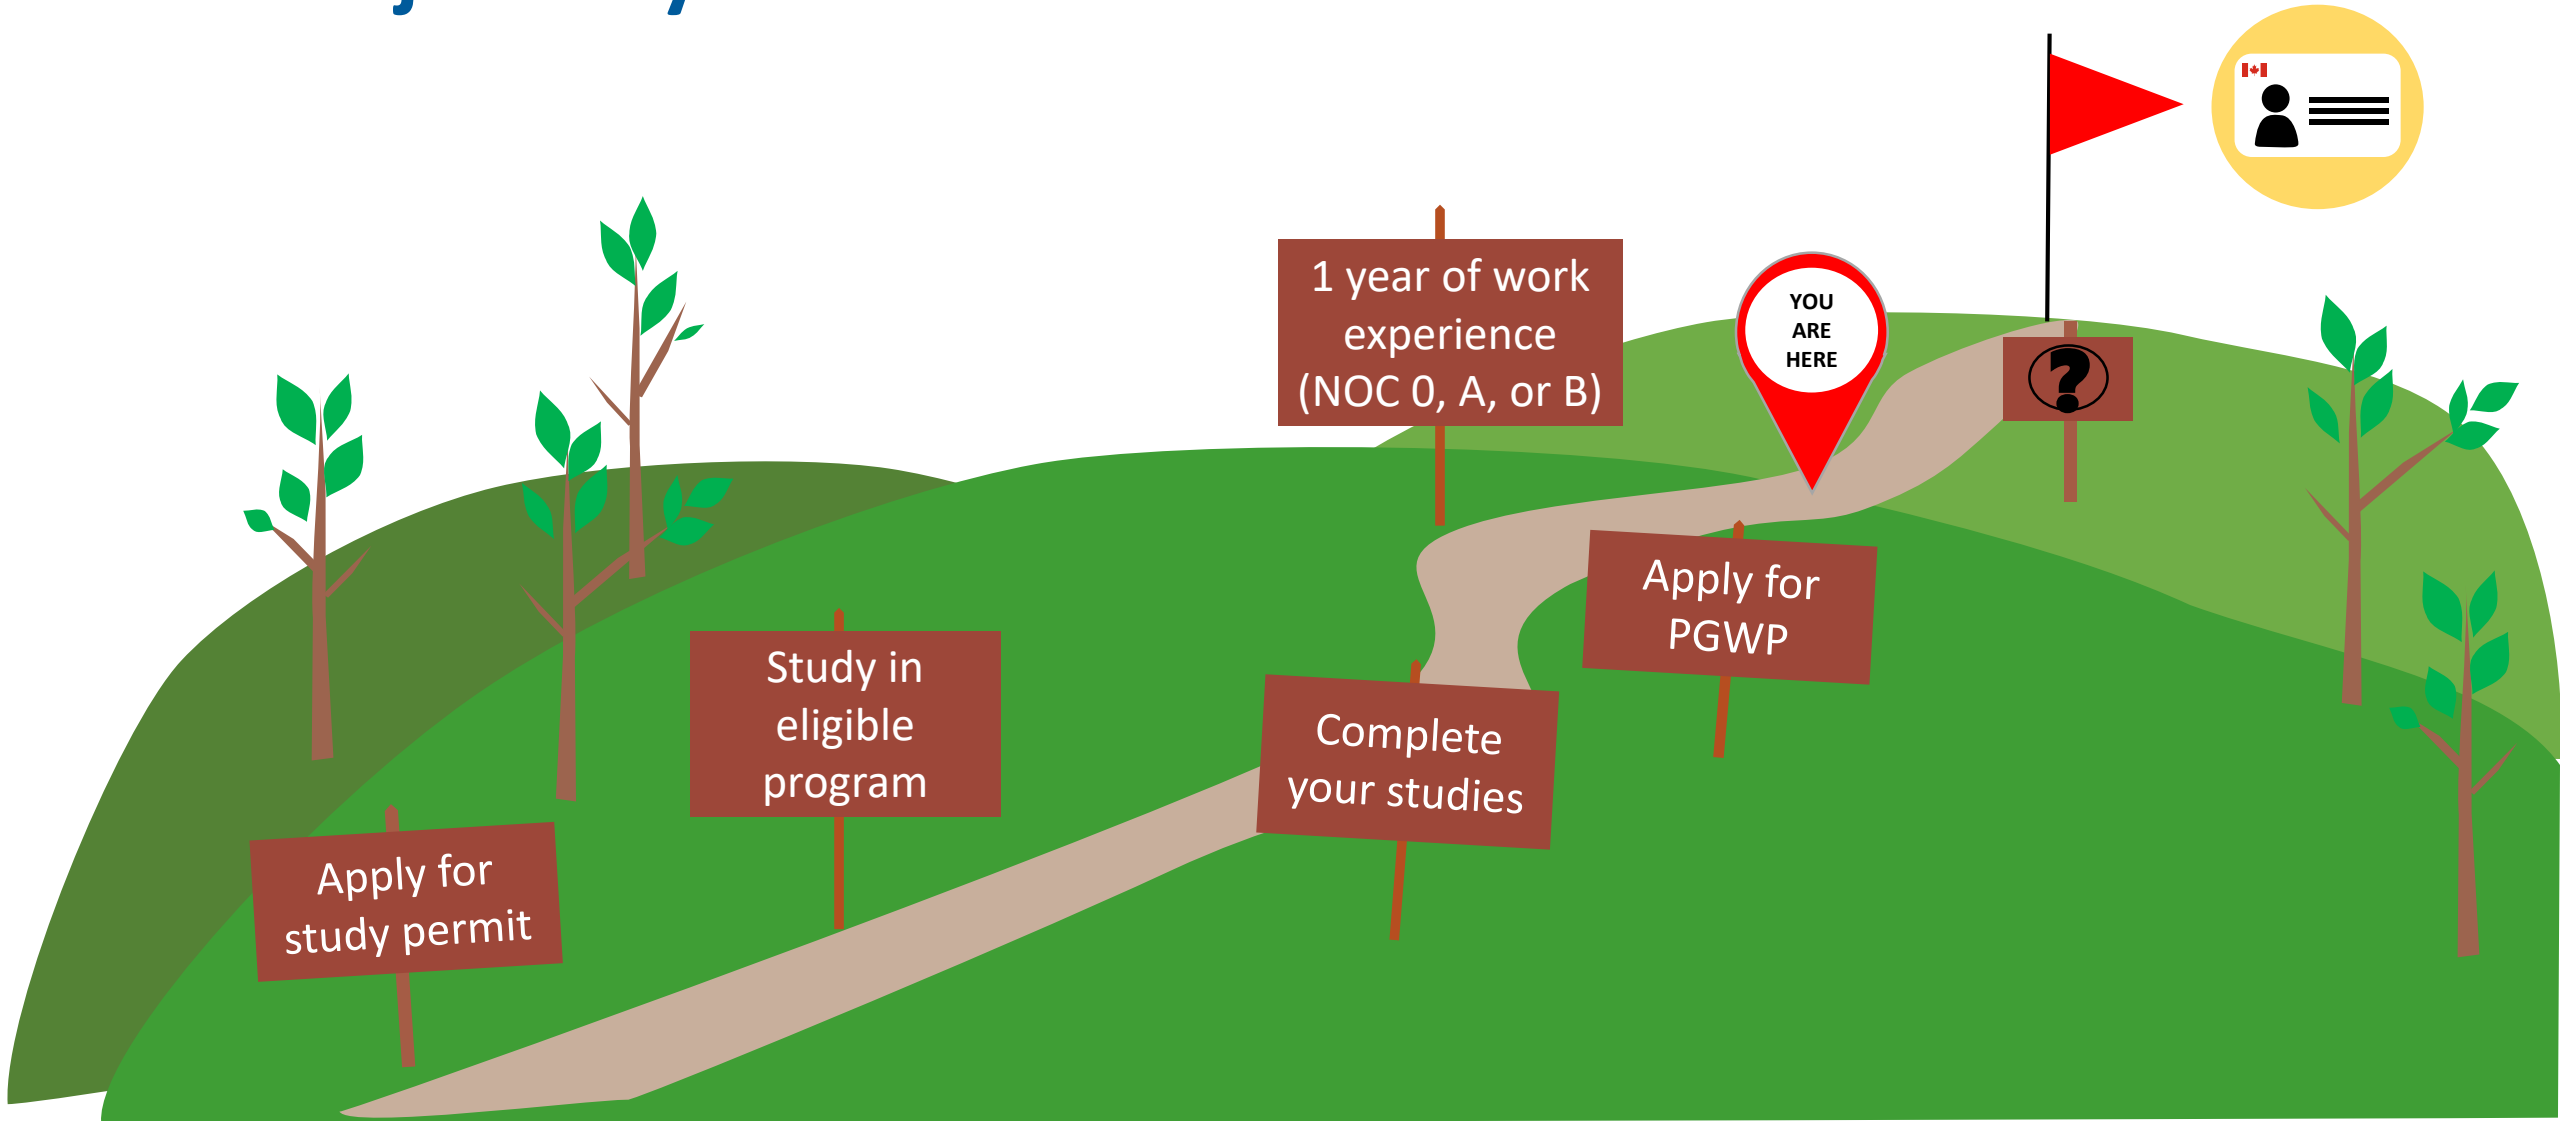 1 year of work
experience
(NOC 0, A, or B)
YOU
ARE
HERE
?
Apply for
PGWP
Study in
eligible
program
Complete
your studies
Apply for
study permit